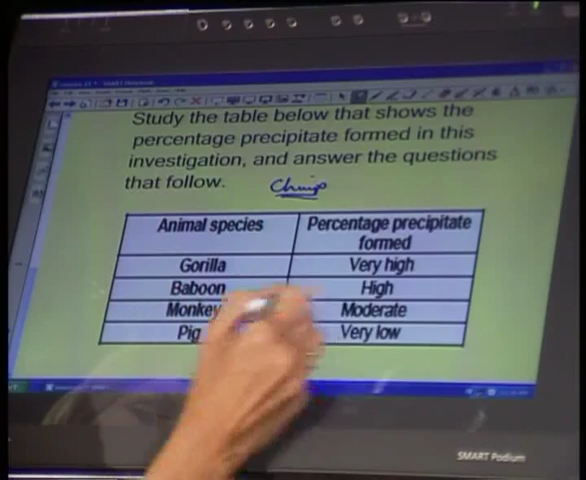 Study the table below that shows the
percentage precipitate formed in this
investigation, and answer the questions
that follow. Chimp
Animal species Percentage precipitate formed
Gorilla Very high
Baboon High
Monkey Moderate
Pig Very low
SMART Podium